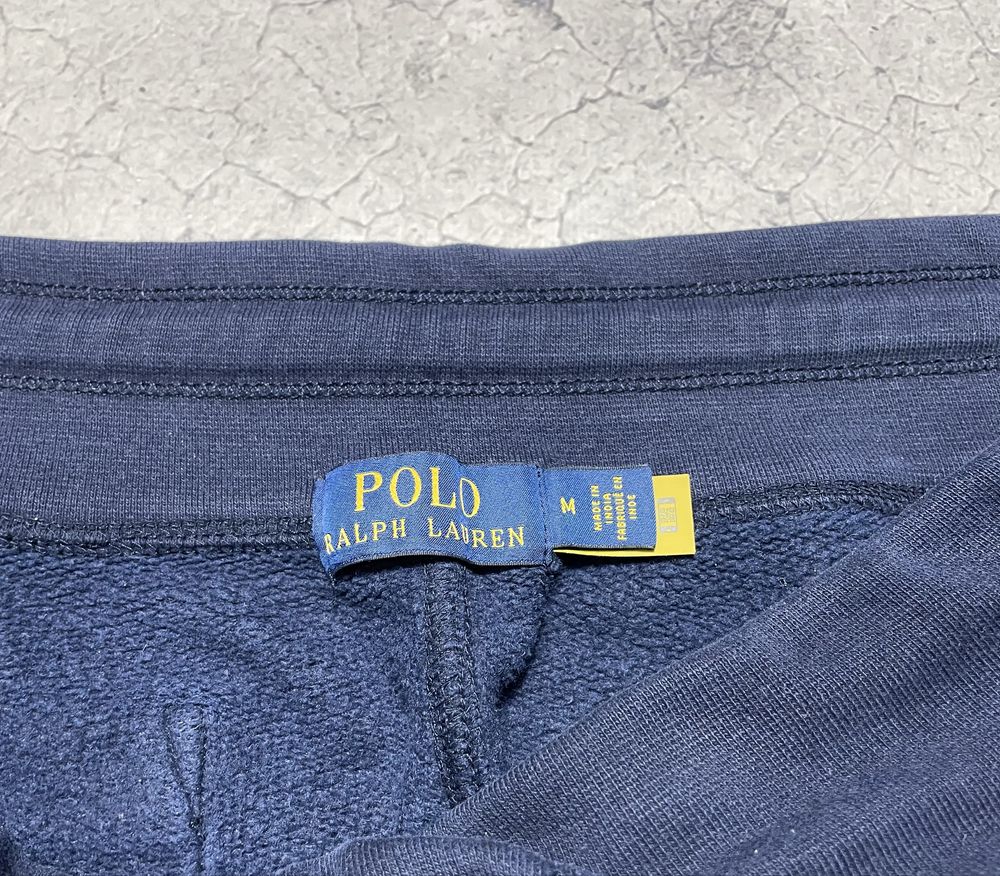 POLO
RALPH LAUREN
M
MADE IN
INDIA
FABRIQUÉ EN
INDE